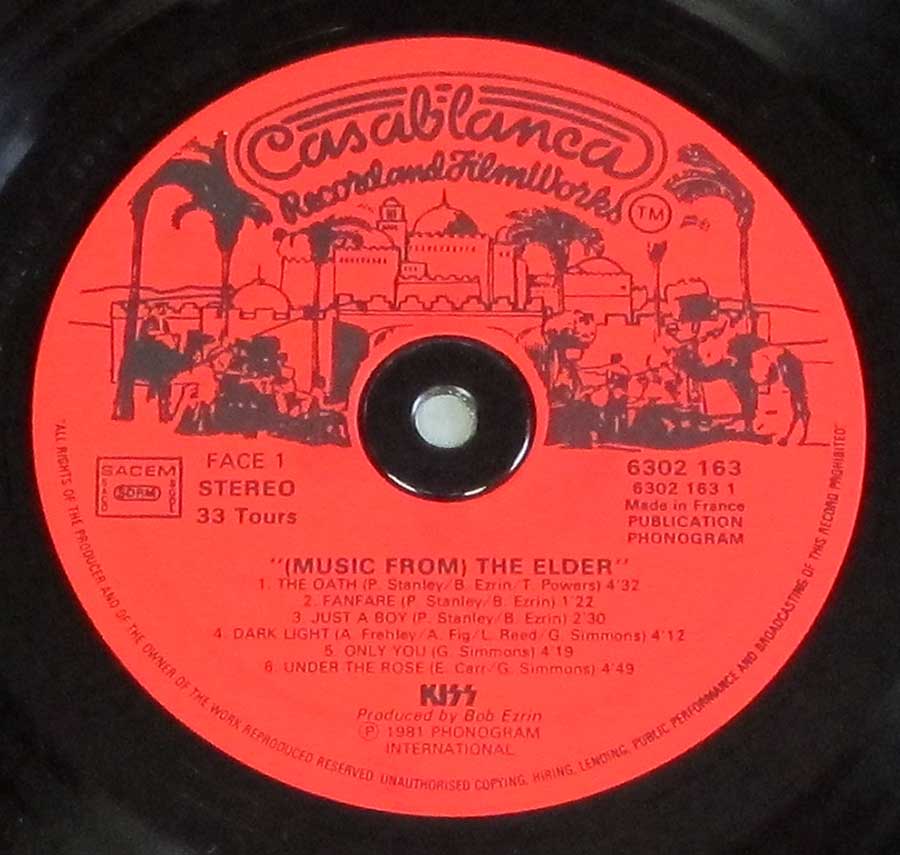 Casablanca
Record and FilmWorks TM
SACEM
SACD SDRM SGDL
FACE 1
STEREO
33 Tours
6302 163
6302 163 1
Made in France
PUBLICATION
PHONOGRAM
"(MUSIC FROM) THE ELDER"
1. THE OATH (P. Stanley/B. Ezrin/T. Powers) 4'32
2. FANFARE (P. Stanley/B. Ezrin) 1'22
3. JUST A BOY (P. Stanley/B. Ezrin) 2'30
4. DARK LIGHT (A. Frehley/A. Fig/L. Reed/G. Simmons) 4'12
5. ONLY YOU (G. Simmons) 4'19
6. UNDER THE ROSE (E. Carr/G. Simmons) 4'49
KISS
Produced by Bob Ezrin
Ⓟ 1981 PHONOGRAM
INTERNATIONAL
"ALL RIGHTS OF THE PRODUCER AND OF THE OWNER OF THE WORK REPRODUCED RESERVED. UNAUTHORISED COPYING, HIRING, LENDING, PUBLIC PERFORMANCE AND BROADCASTING OF THIS RECORD PROHIBITED"